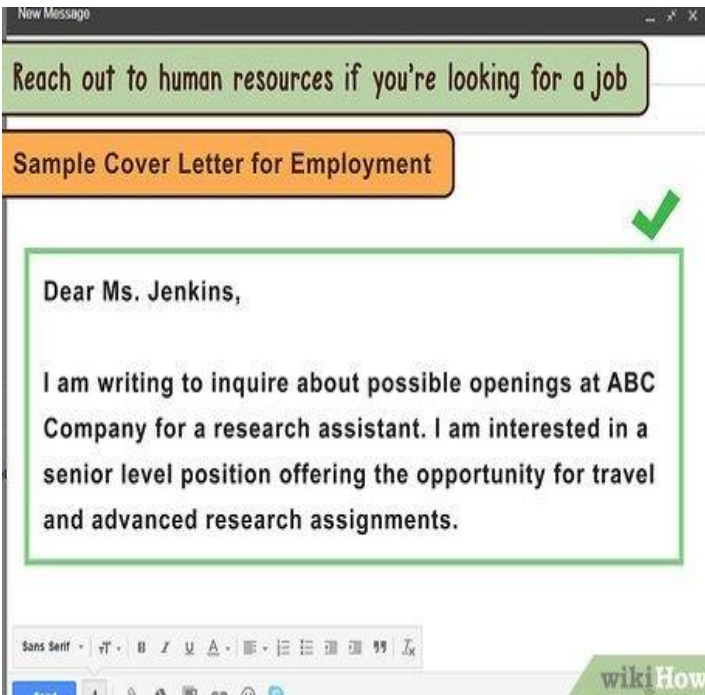 New Message
Reach out to human resources if you're looking for a job
Sample Cover Letter for Employment
Dear Ms. Jenkins,
I am writing to inquire about possible openings at ABC
Company for a research assistant. I am interested in a
senior level position offering the opportunity for travel
and advanced research assignments.
Sans Serif
wikiHow